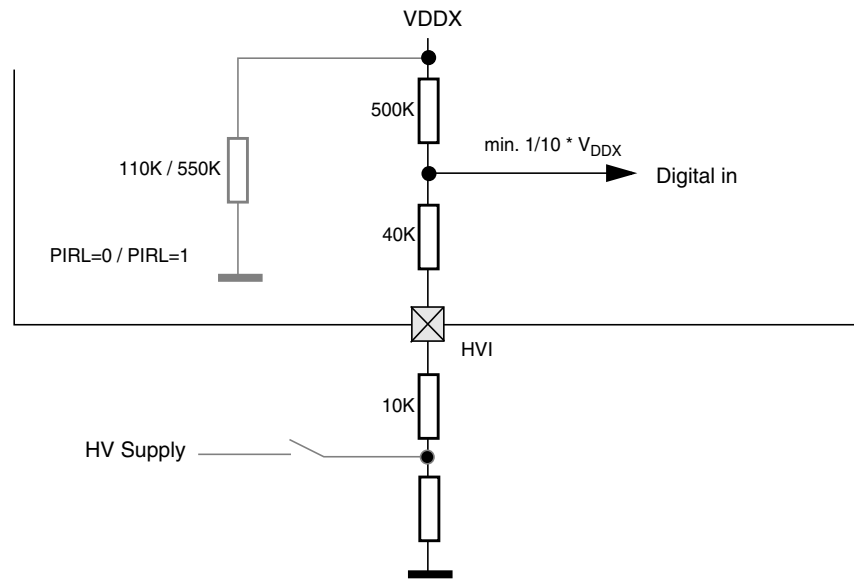 VDDX
500K
min. 1/10 * VDDX
110K / 550K
Digital in
40K
PIRL=0 / PIRL=1
HVI
10K
HV Supply